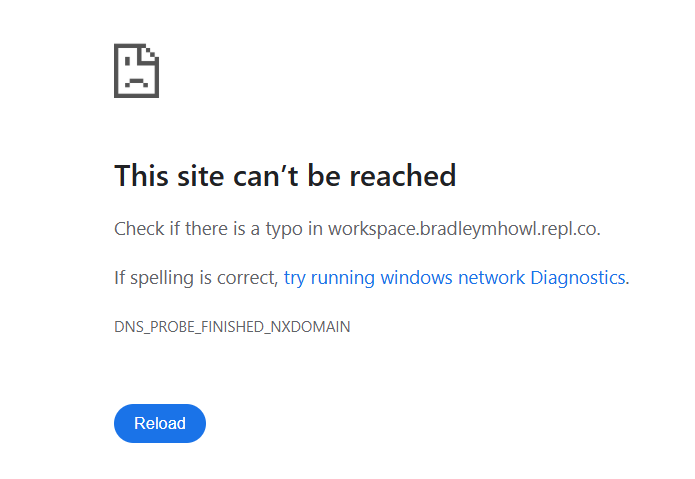 This site can’t be reached
Check if there is a typo in workspace.bradleymhowl.repl.co.
If spelling is correct, try running windows network Diagnostics.
DNS_PROBE_FINISHED_NXDOMAIN
Reload